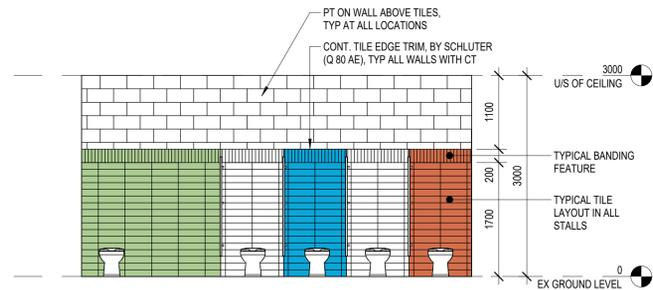 PT ON WALL ABOVE TILES,
TYP AT ALL LOCATIONS
CONT. TILE EDGE TRIM, BY SCHLUTER
(Q 80 AE), TYP ALL WALLS WITH CT
3000
U/S OF CEILING
1100
200
3000
1700
TYPICAL BANDING
FEATURE
TYPICAL TILE
LAYOUT IN ALL
STALLS
0
EX GROUND LEVEL